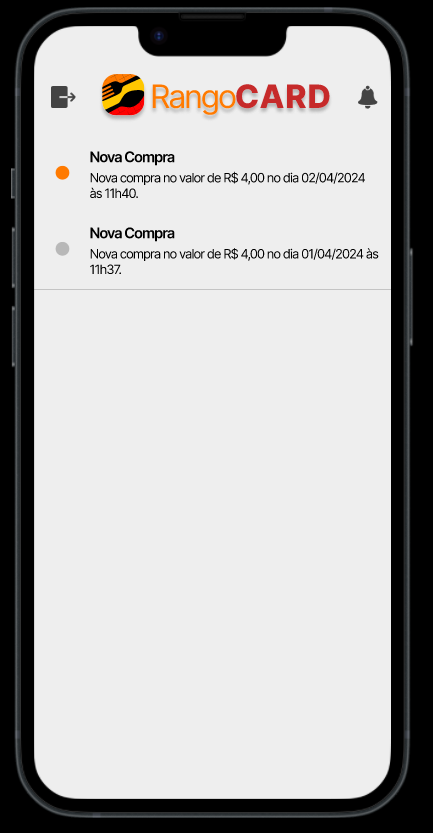 RangoCARD
Nova Compra
Nova compra no valor de R$ 4,00 no dia 02/04/2024
às 11h40.
Nova Compra
Nova compra no valor de R$ 4,00 no dia 01/04/2024 às
11h37.